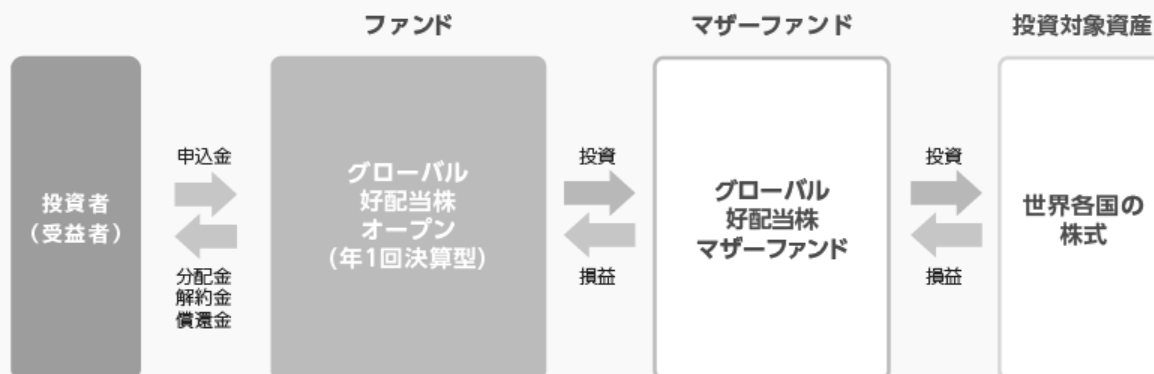 ファンド
マザーファンド
投資対象資産
投資者
（受益者）
申込金
分配金
解約金
償還金
グローバル
好配当株
オープン
(年1回決算型)
投資
損益
グローバル
好配当株
マザーファンド
投資
損益
世界各国の
株式